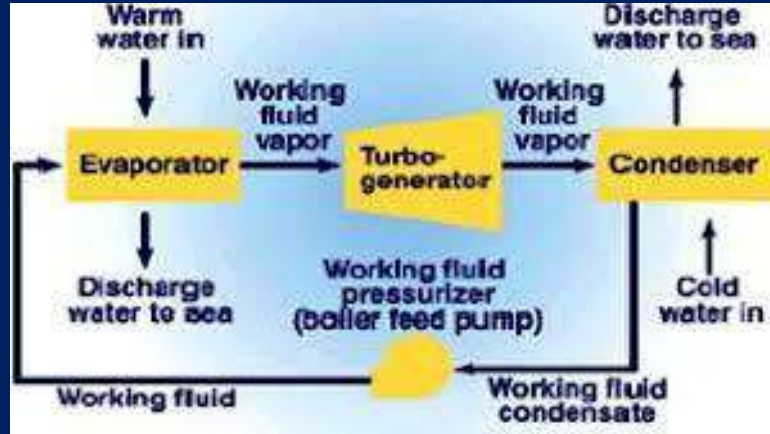 Warm
water in
Discharge
water to sea
Working
fluid
vapor
Working
fluid
vapor
Evaporator
Turbo-
generator
Condenser
Discharge
water to sea
Working fluid
pressurizer
(boiler feed pump)
Cold
water in
Working fluid
Working fluid
condensate